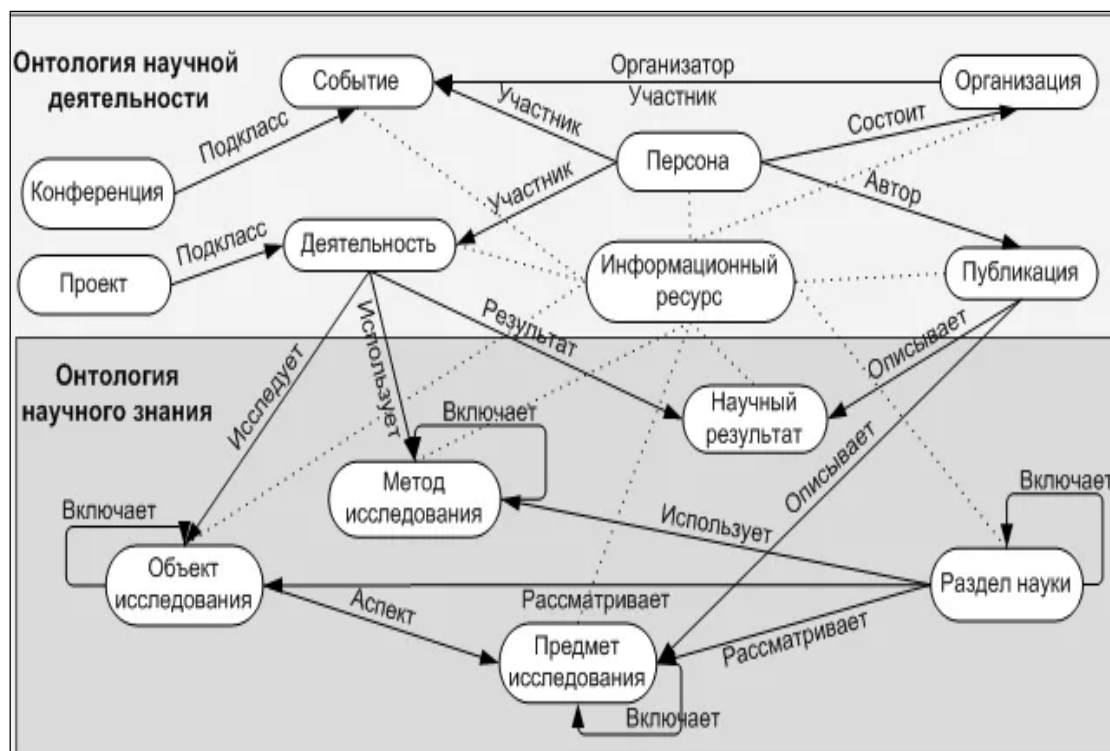 Онтология научной
деятельности
Событие
Организатор
Участник
Организация
Участник
Состоит
Подкласс
Персона
Конференция
Автор
Участник
Подкласс
Деятельность
Информационный
ресурс
Публикация
Проект
Результат
Использует
Описывает
Исследует
Онтология
научного знания
Научный
результат
Включает
Описывает
Метод
исследования
Включает
Включает
Использует
Объект
исследования
Раздел науки
Аспект
Рассматривает
Рассматривает
Предмет
исследования
Включает